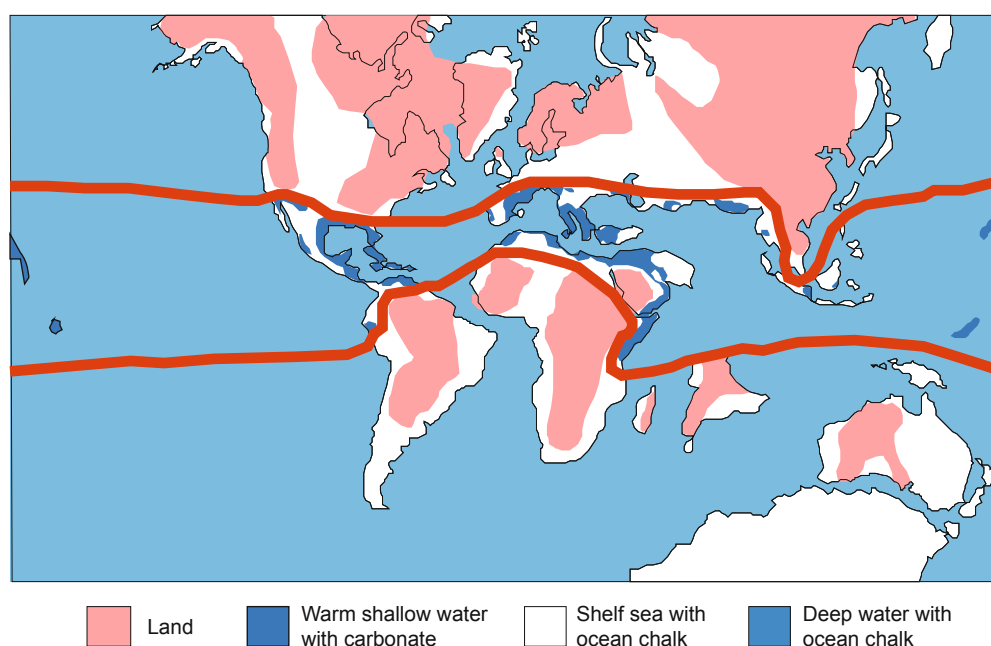 Land
Warm shallow water
with carbonate
Shelf sea with
ocean chalk
Deep water with
ocean chalk